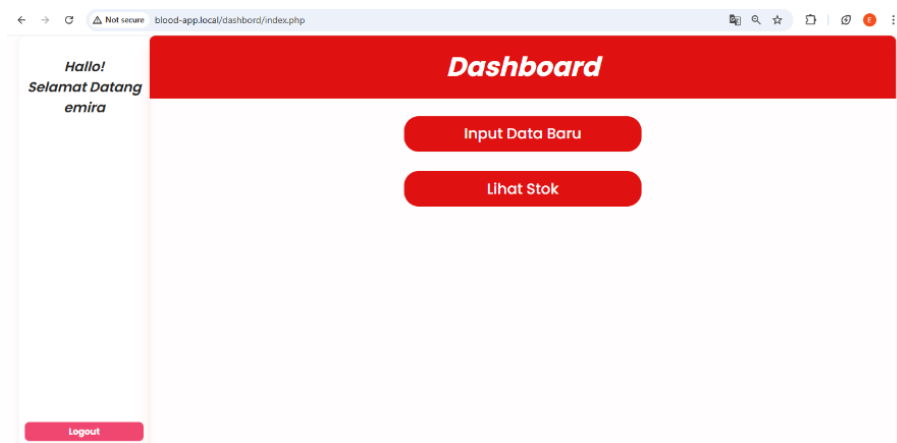 Not secure
blood-app.local/dashbord/index.php
E
Hallo!
Selamat Datang
emira
Dashboard
Input Data Baru
Lihat Stok
Logout